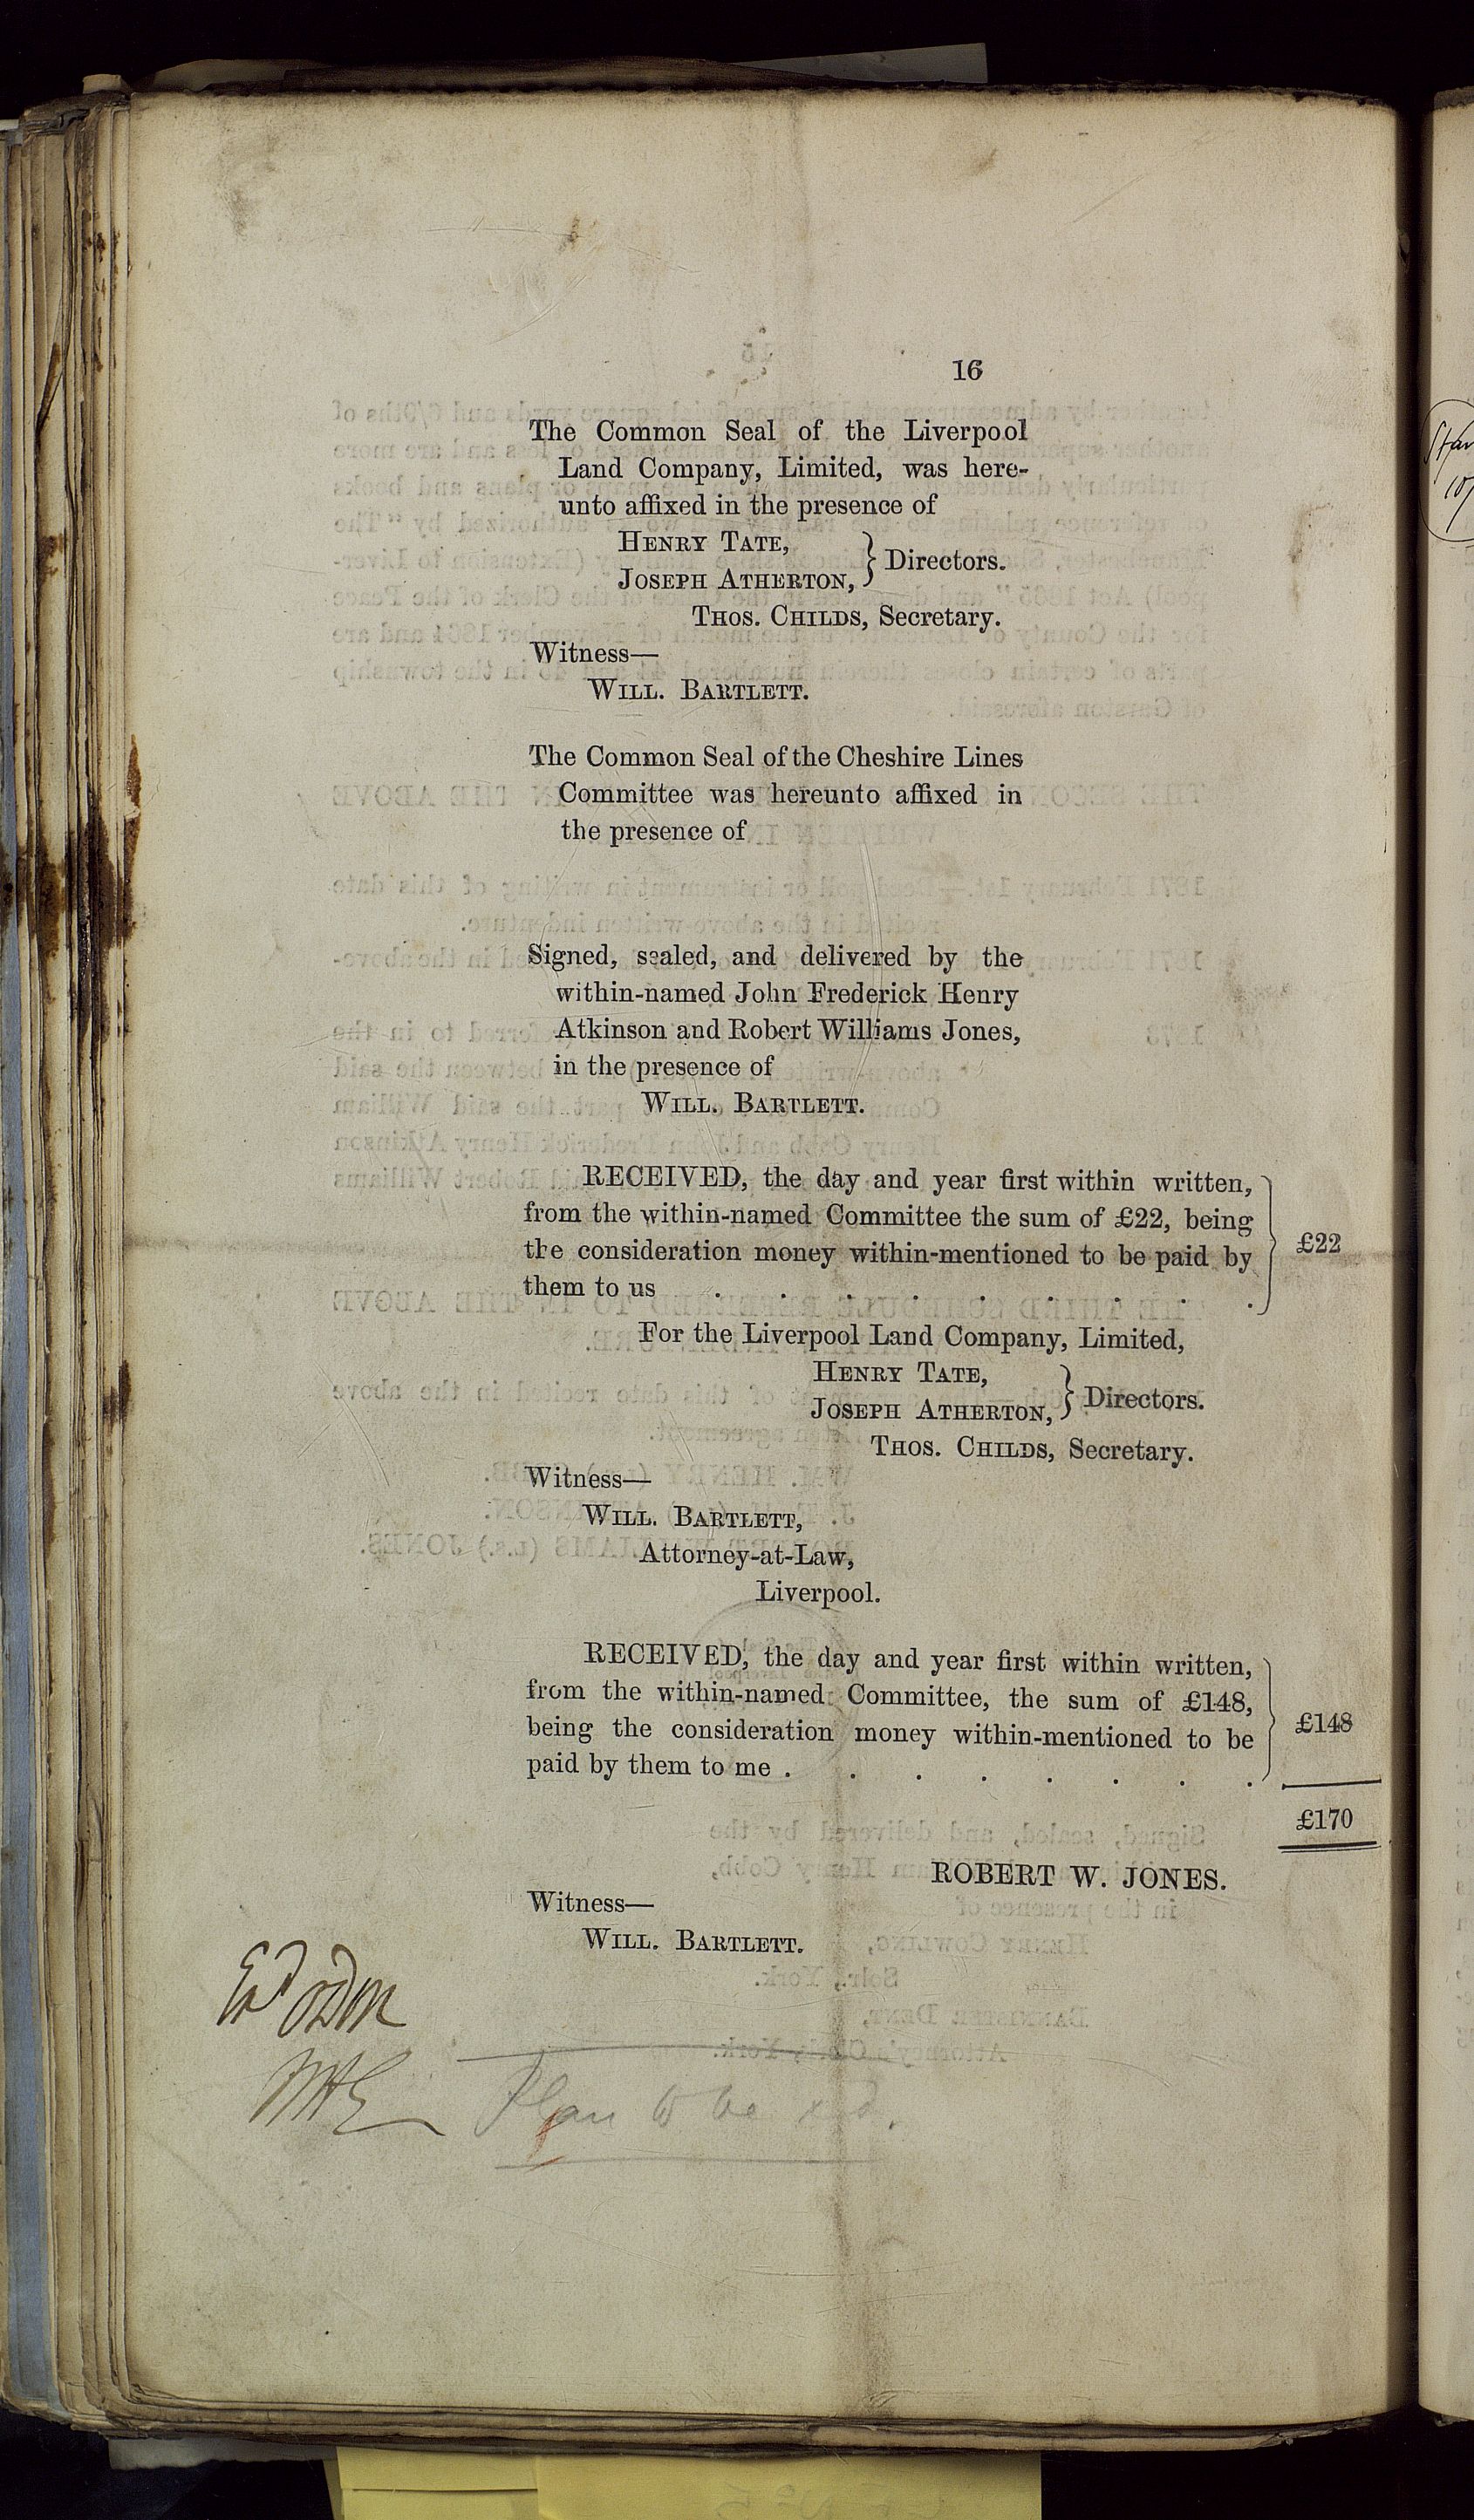 16
The Common Seal of the Liverpool
Land Company, Limited, was here-
unto affixed in the presence of
HENRY TATE,
JOSEPH ATHERTON, } Directors.
THOS. CHILDS, Secretary.
Witness—
WILL. BARTLETT.
The Common Seal of the Cheshire Lines
Committee was hereunto affixed in
the presence of
Signed, sealed, and delivered by the
within-named John Frederick Henry
Atkinson and Robert Williams Jones,
in the presence of
WILL. BARTLETT.
RECEIVED, the day and year first within written,
from the within-named Committee the sum of £22, being
the consideration money within-mentioned to be paid by
them to us . . . . . . . . . } £22
For the Liverpool Land Company, Limited,
HENRY TATE,
JOSEPH ATHERTON, } Directors.
THOS. CHILDS, Secretary.
Witness—
WILL. BARTLETT,
Attorney-at-Law,
Liverpool.
RECEIVED, the day and year first within written,
from the within-named Committee, the sum of £148,
being the consideration money within-mentioned to be
paid by them to me . . . . . . . . } £148
£170
ROBERT W. JONES.
Witness—
WILL. BARTLETT.
Plan to be